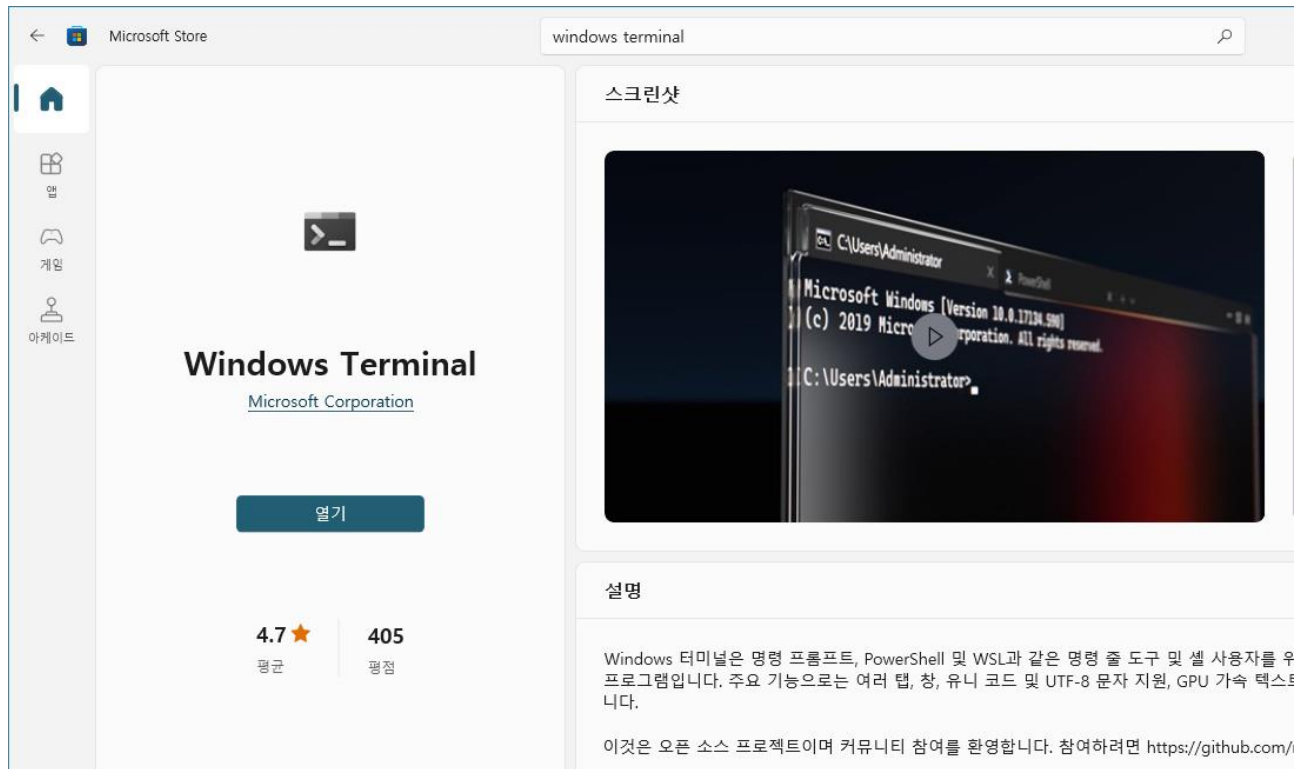 Microsoft Store
windows terminal
앱
게임
아케이드
Windows Terminal
Microsoft Corporation
열기
4.7
405
평균
평점
스크린샷
C:\Users\Administrator
X
PowerShell
Microsoft Windows [Version 10.0.17134.590]
(c) 2019 Micr rporation. All rights reserved.
C:\Users\Administrator>
설명
Windows 터미널은 명령 프롬프트, PowerShell 및 WSL과 같은 명령 줄 도구 및 셸 사용자를 위
프로그램입니다. 주요 기능으로는 여러 탭, 창, 유니 코드 및 UTF-8 문자 지원, GPU 가속 텍스트
니다.
이것은 오픈 소스 프로젝트이며 커뮤니티 참여를 환영합니다. 참여하려면 https://github.com/